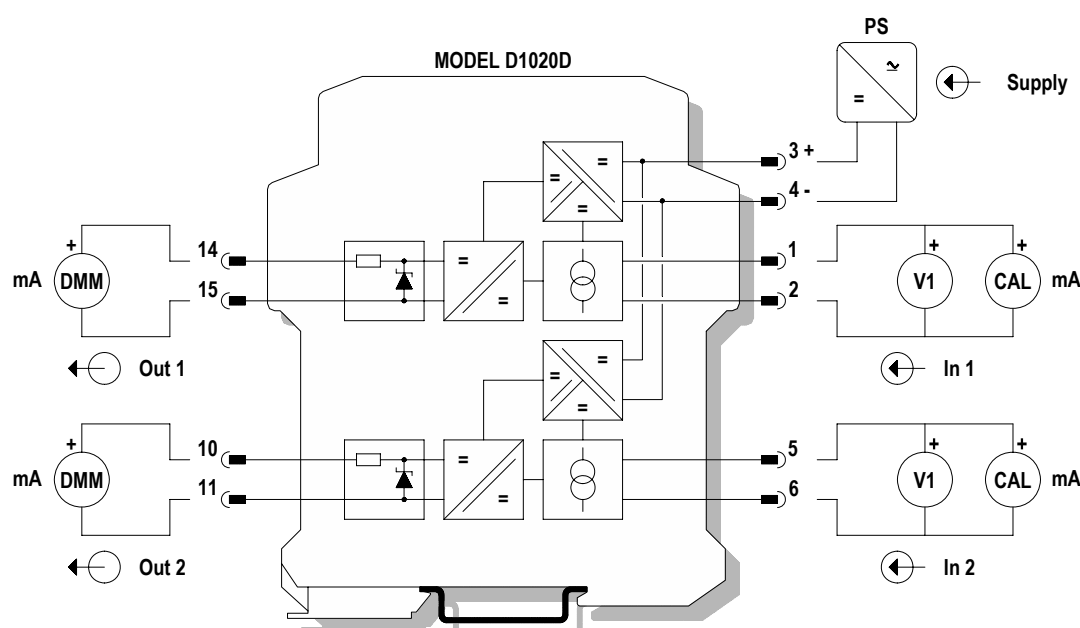 PS
MODEL D1020D
Supply
3 +
4 -
14
1
mA
DMM
+
V1
+
CAL
+
mA
15
2
Out 1
In 1
10
5
mA
DMM
+
V1
+
CAL
+
mA
11
6
Out 2
In 2